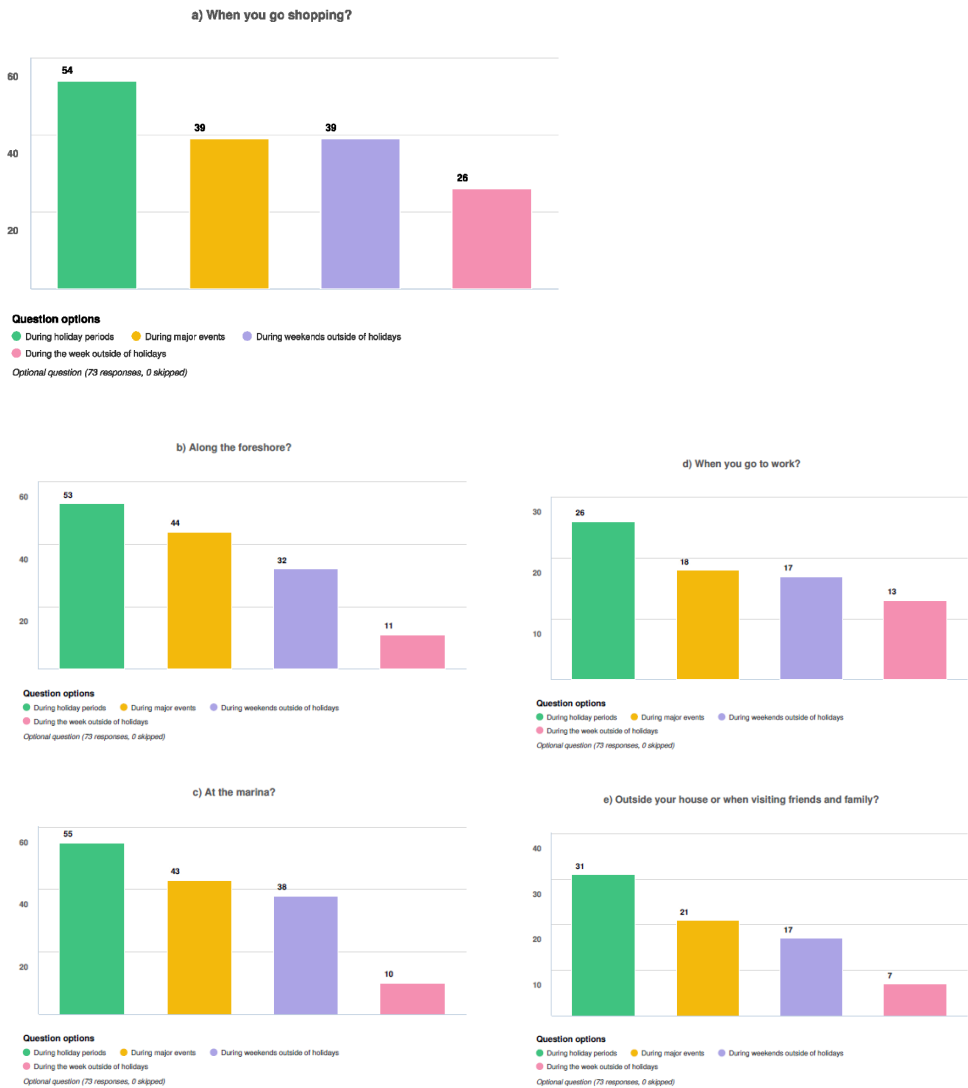 a) When you go shopping?
60
40
20
54
39
39
26
Question options
During holiday periods During major events During weekends outside of holidays
During the week outside of holidays
Optional question (73 responses, 0 skipped)
b) Along the foreshore?
60
40
20
53
44
32
11
Question options
During holiday periods During major events During weekends outside of holidays
During the week outside of holidays
Optional question (73 responses, 0 skipped)
d) When you go to work?
30
20
10
26
18
17
13
Question options
During holiday periods During major events During weekends outside of holidays
During the week outside of holidays
Optional question (73 responses, 0 skipped)
c) At the marina?
60
40
20
55
43
38
10
Question options
During holiday periods During major events During weekends outside of holidays
During the week outside of holidays
Optional question (73 responses, 0 skipped)
e) Outside your house or when visiting friends and family?
40
30
20
10
31
21
17
7
Question options
During holiday periods During major events During weekends outside of holidays
During the week outside of holidays
Optional question (73 responses, 0 skipped)